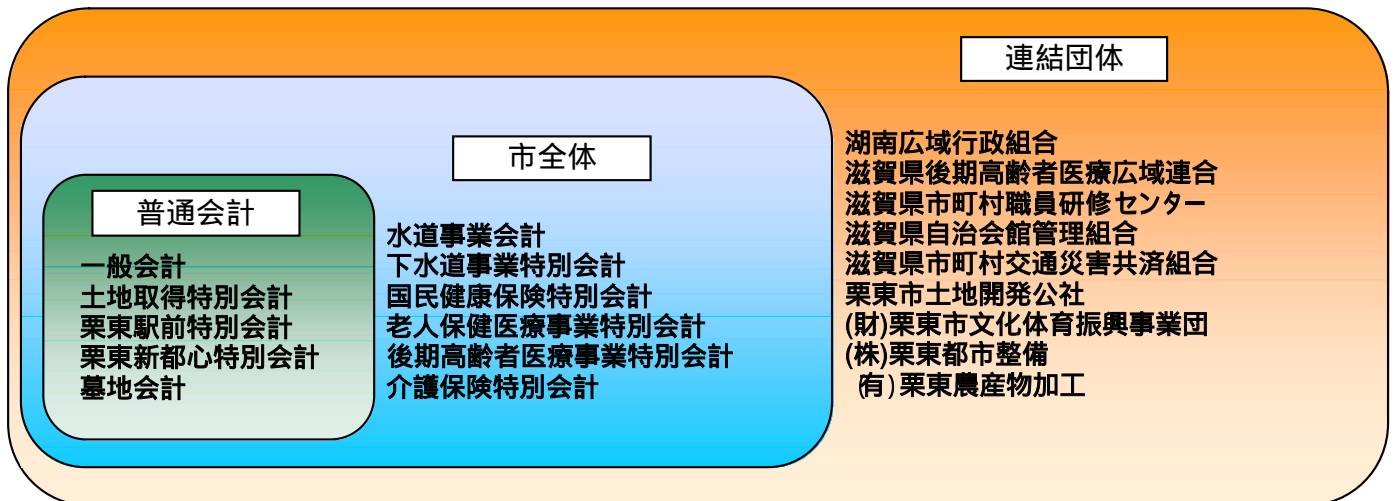 連結団体
市全体
普通会計
一般会計
土地取得特別会計
栗東駅前特別会計
栗東新都心特別会計
墓地会計
水道事業会計
下水道事業特別会計
国民健康保険特別会計
老人保健医療事業特別会計
後期高齢者医療事業特別会計
介護保険特別会計
湖南広域行政組合
滋賀県後期高齢者医療広域連合
滋賀県市町村職員研修センター
滋賀県自治会館管理組合
滋賀県市町村交通災害共済組合
栗東市土地開発公社
(財)栗東市文化体育振興事業団
(株)栗東都市整備
(有)栗東農産物加工